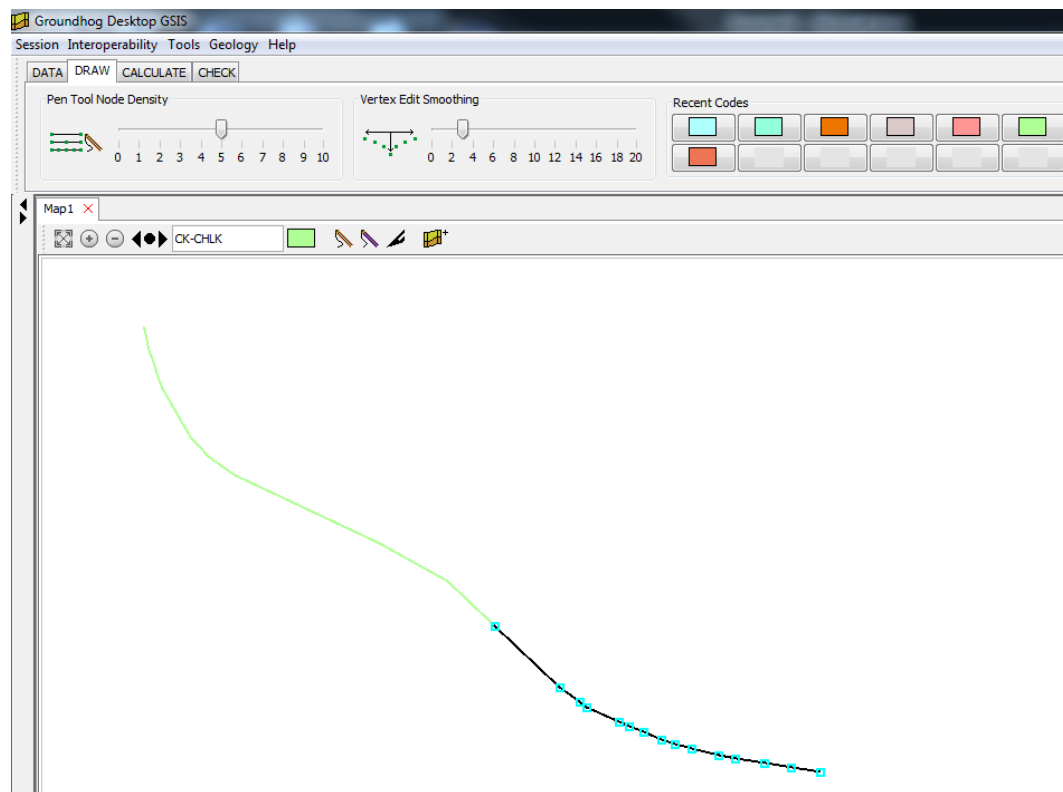 Groundhog Desktop GSIS
Session Interoperability Tools Geology Help
DATA DRAW CALCULATE CHECK
Pen Tool Node Density
0 1 2 3 4 5 6 7 8 9 10
Vertex Edit Smoothing
0 2 4 6 8 10 12 14 16 18 20
Recent Codes
Map1
CK-CHLK